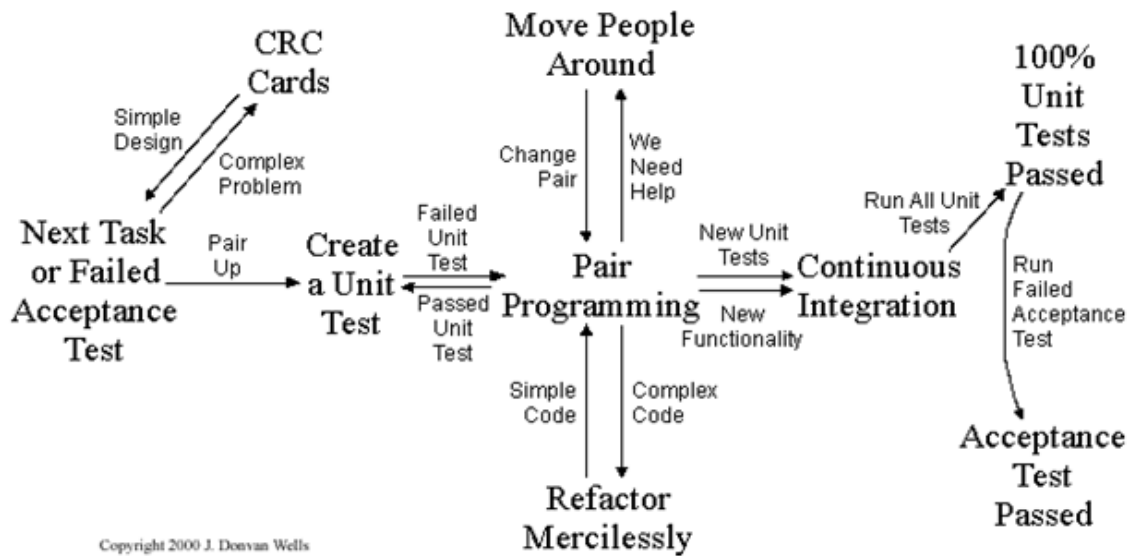 CRC
Cards
Simple
Design
Complex
Problem
Next Task
or Failed
Acceptance
Test
Pair
Up
Create
a Unit
Test
Failed
Unit
Test
Passed
Unit
Test
Move People
Around
Change
Pair
We
Need
Help
Pair
Programming
Simple
Code
Complex
Code
Refactor
Mercilessly
New Unit
Tests
New
Functionality
Continuous
Integration
Run All Unit
Tests
100%
Unit
Tests
Passed
Run
Failed
Acceptance
Test
Acceptance
Test
Passed
Copyright 2000 J. Donvan Wells